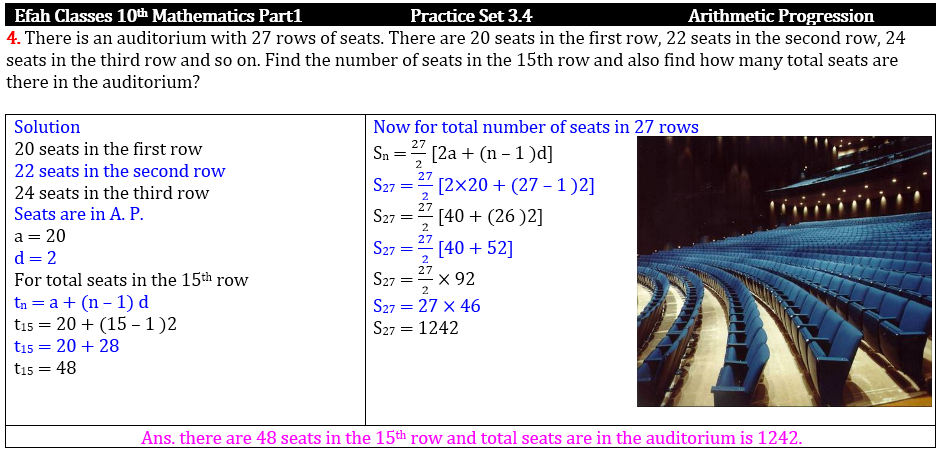 Efah Classes 10th Mathematics Part1 Practice Set 3.4 Arithmetic Progression
4. There is an auditorium with 27 rows of seats. There are 20 seats in the first row, 22 seats in the second row, 24
seats in the third row and so on. Find the number of seats in the 15th row and also find how many total seats are
there in the auditorium?
Solution
20 seats in the first row
22 seats in the second row
24 seats in the third row
Seats are in A. P.
a = 20
d = 2
For total seats in the 15th row
tn = a + (n – 1) d
t15 = 20 + (15 – 1 )2
t15 = 20 + 28
t15 = 48
Now for total number of seats in 27 rows
Sn = 27/2 [2a + (n – 1 )d]
S27 = 27/2 [2×20 + (27 – 1 )2]
S27 = 27/2 [40 + (26 )2]
S27 = 27/2 [40 + 52]
S27 = 27/2 × 92
S27 = 27 × 46
S27 = 1242
Ans. there are 48 seats in the 15th row and total seats are in the auditorium is 1242.